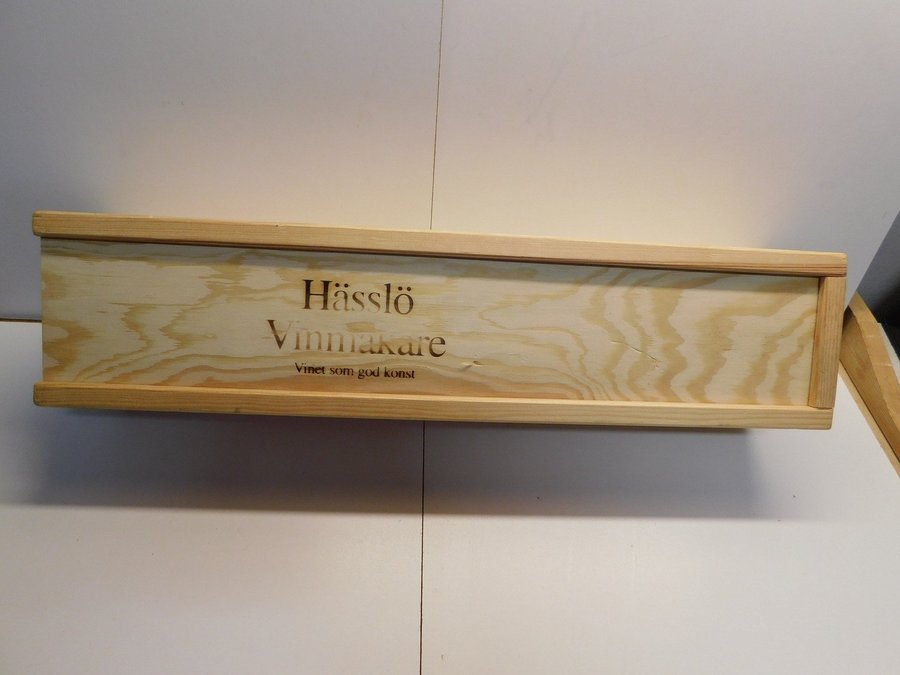 Hässlö
Vinmakare
Vinet som god konst